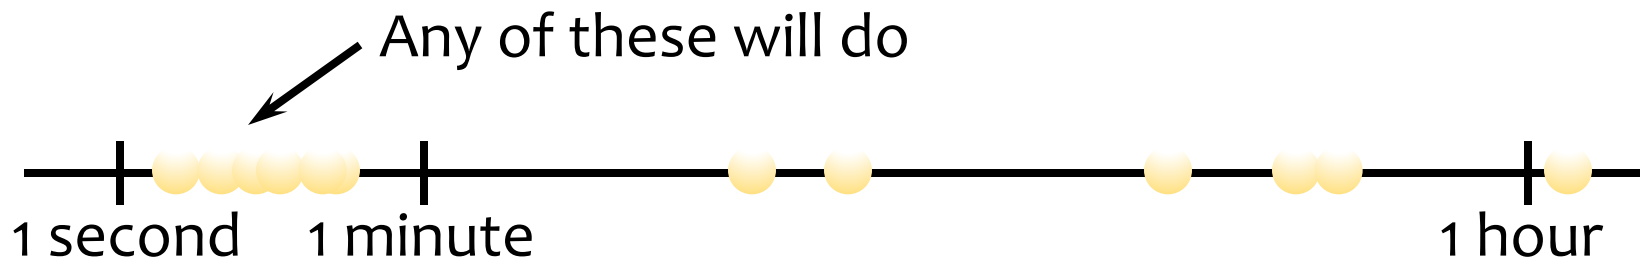 Any of these will do
1 second
1 minute
1 hour